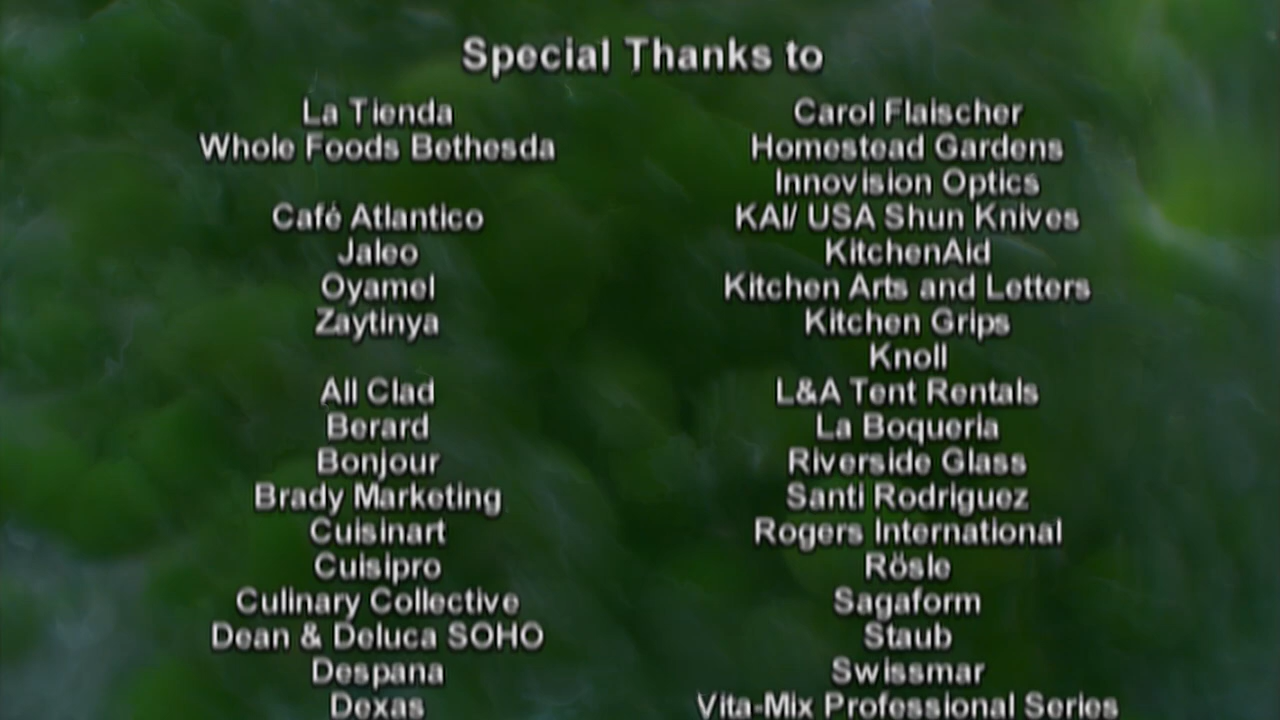 Special Thanks to
La Tienda
Whole Foods Bethesda
Café Atlantico
Jaleo
Oyamel
Zaytinya
All Clad
Berard
Bonjour
Brady Marketing
Cuisinart
Cuisipro
Culinary Collective
Dean & Deluca SOHO
Despana
Dexas
Carol Flaischer
Homestead Gardens
Innovision Optics
KAI/ USA Shun Knives
KitchenAid
Kitchen Arts and Letters
Kitchen Grips
Knoll
L&A Tent Rentals
La Boqueria
Riverside Glass
Santi Rodriguez
Rogers International
Rösle
Sagaform
Staub
Swissmar
Vita-Mix Professional Series